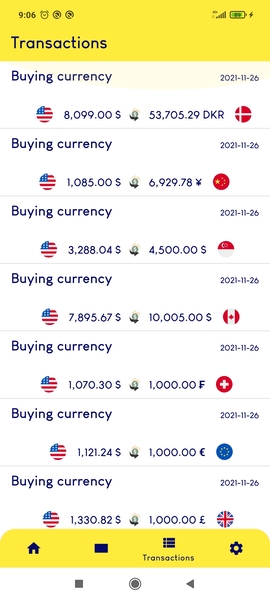 9:06
Transactions
Buying currency 2021-11-26
8,099.00 $ 53,705.29 DKR
Buying currency 2021-11-26
1,085.00 $ 6,929.78 ¥
Buying currency 2021-11-26
3,288.04 $ 4,500.00 $
Buying currency 2021-11-26
7,895.67 $ 10,005.00 $
Buying currency 2021-11-26
1,070.30 $ 1,000.00 ₣
Buying currency 2021-11-26
1,121.24 $ 1,000.00 €
Buying currency 2021-11-26
1,330.82 $ 1,000.00 £
Transactions